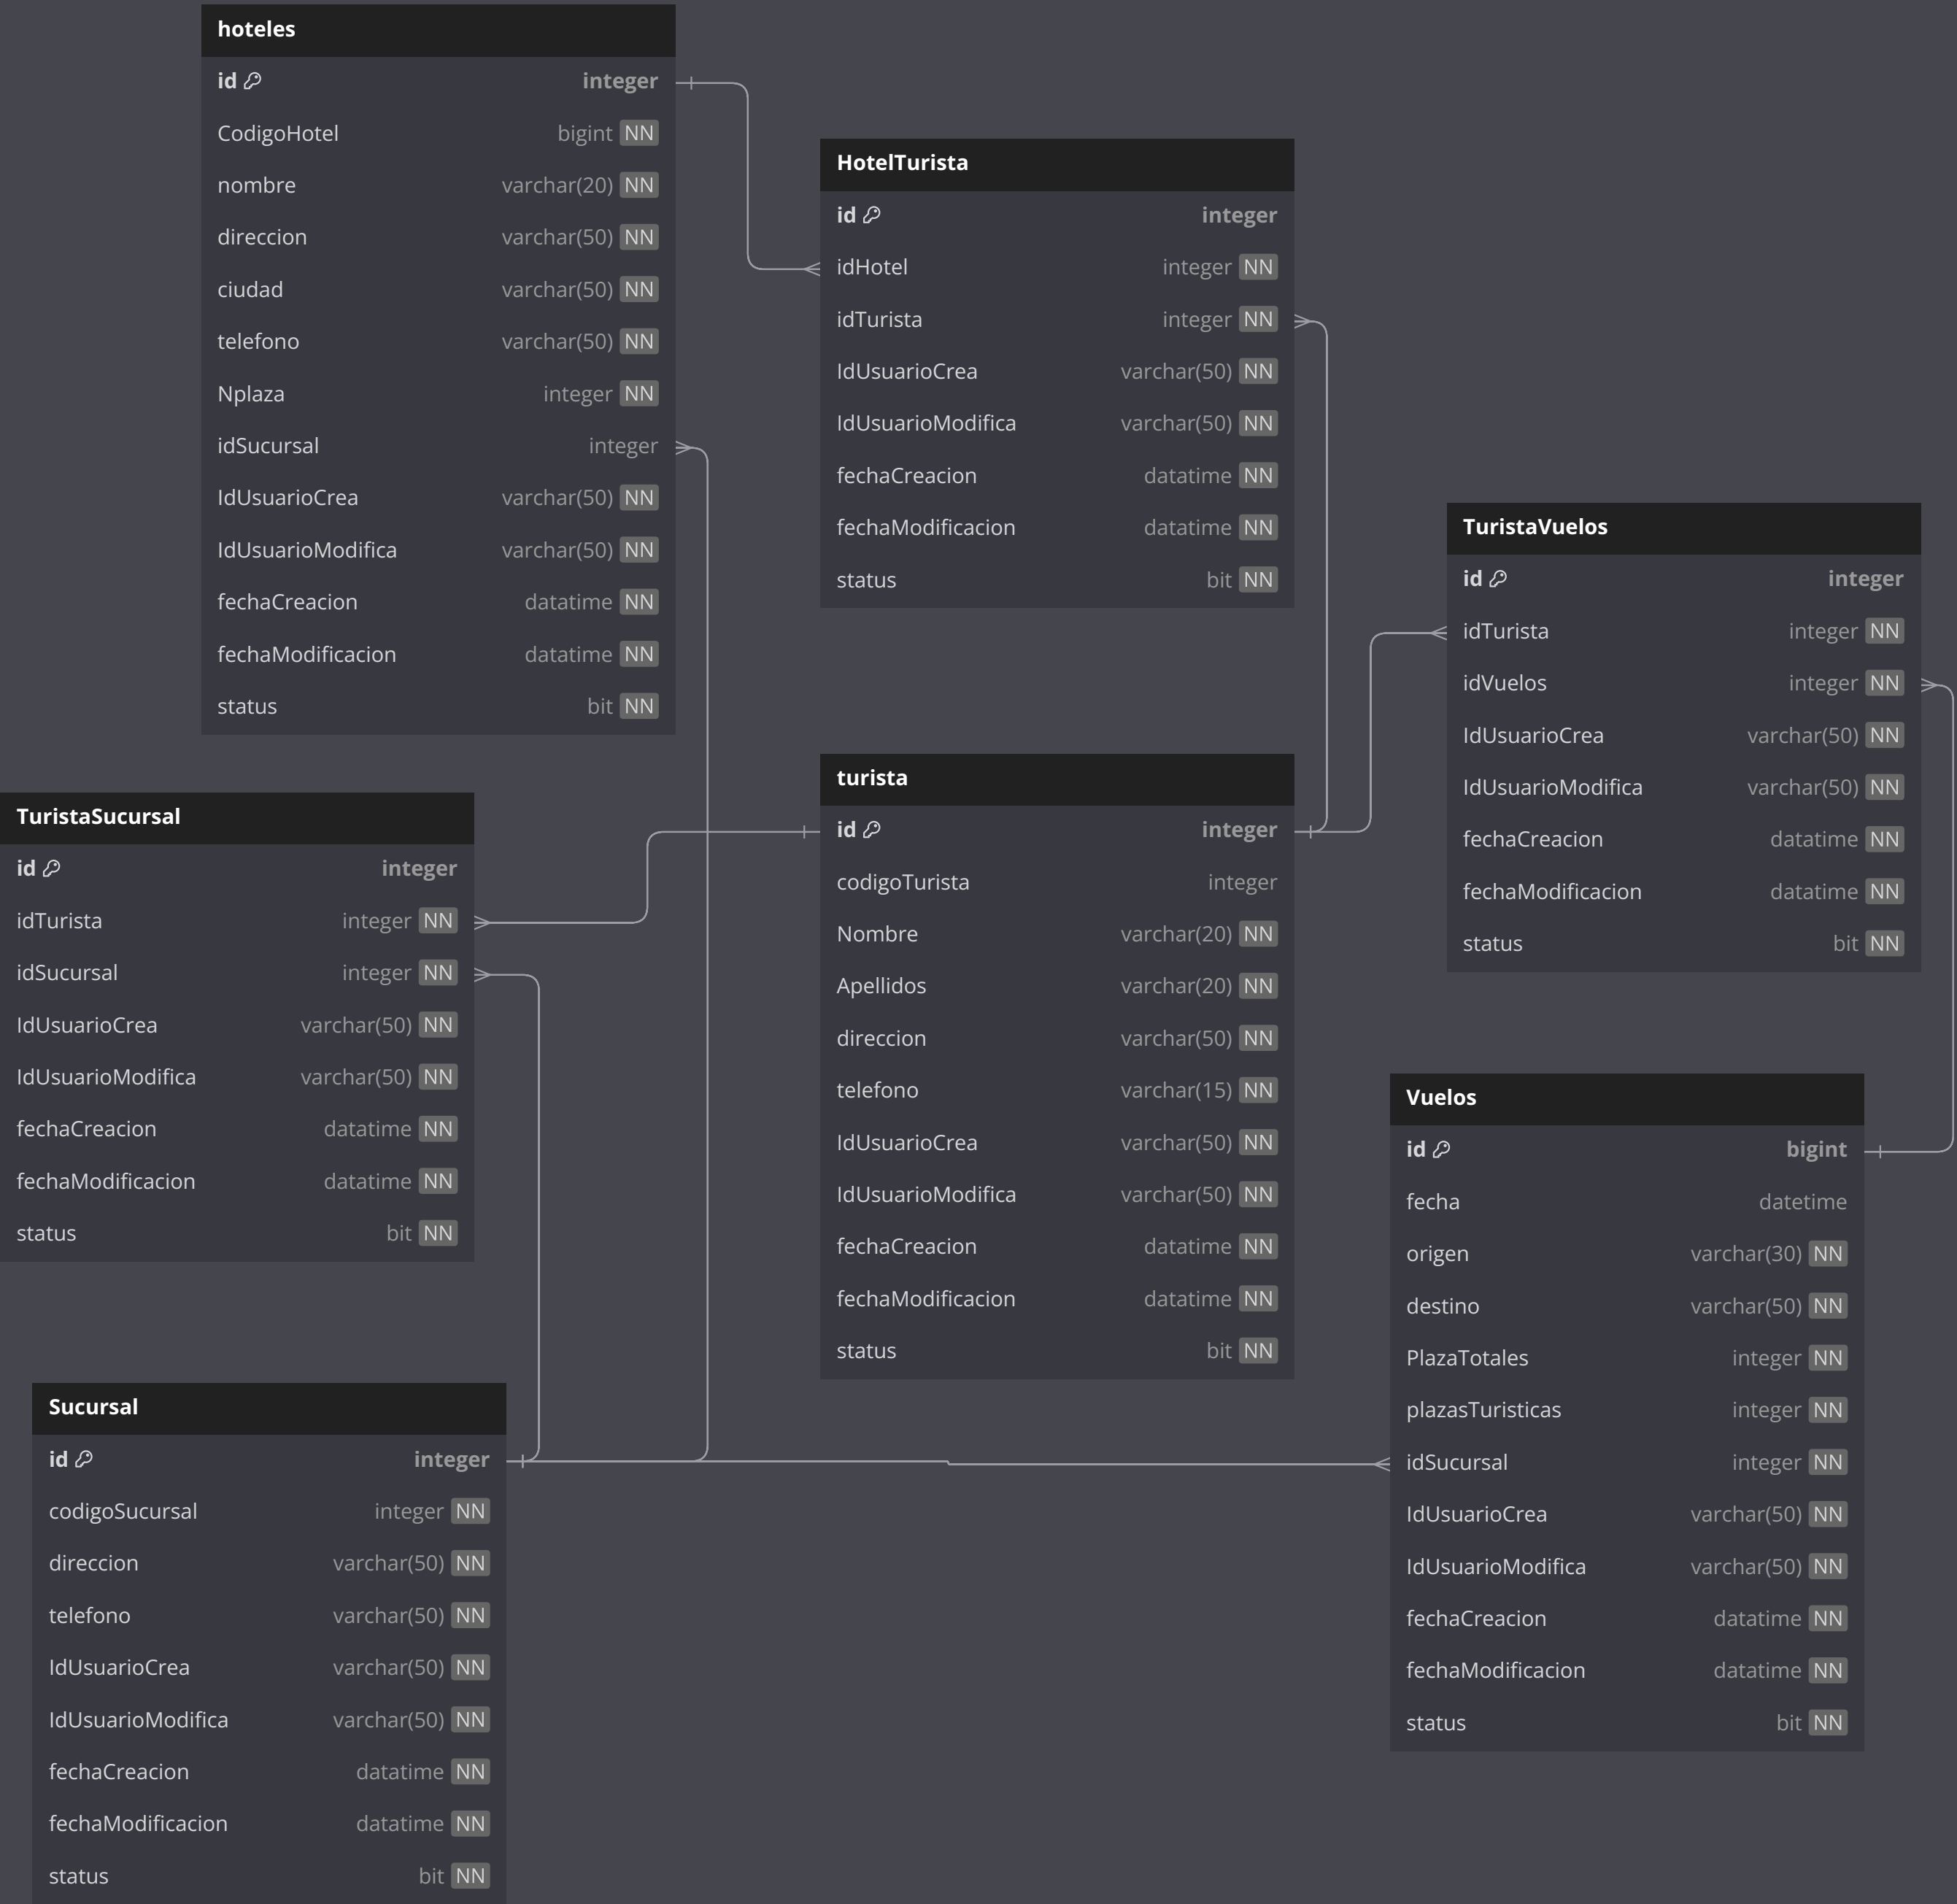 hoteles
id integer
CodigoHotel bigint NN
nombre varchar(20) NN
direccion varchar(50) NN
ciudad varchar(50) NN
telefono varchar(50) NN
Nplaza integer NN
idSucursal integer
IdUsuarioCrea varchar(50) NN
IdUsuarioModifica varchar(50) NN
fechaCreacion datatime NN
fechaModificacion datatime NN
status bit NN
HotelTurista
id integer
idHotel integer NN
idTurista integer NN
IdUsuarioCrea varchar(50) NN
IdUsuarioModifica varchar(50) NN
fechaCreacion datatime NN
fechaModificacion datatime NN
status bit NN
TuristaVuelos
id integer
idTurista integer NN
idVuelos integer NN
IdUsuarioCrea varchar(50) NN
IdUsuarioModifica varchar(50) NN
fechaCreacion datatime NN
fechaModificacion datatime NN
status bit NN
TuristaSucursal
id integer
idTurista integer NN
idSucursal integer NN
IdUsuarioCrea varchar(50) NN
IdUsuarioModifica varchar(50) NN
fechaCreacion datatime NN
fechaModificacion datatime NN
status bit NN
turista
id integer
codigoTurista integer
Nombre varchar(20) NN
Apellidos varchar(20) NN
direccion varchar(50) NN
telefono varchar(15) NN
IdUsuarioCrea varchar(50) NN
IdUsuarioModifica varchar(50) NN
fechaCreacion datatime NN
fechaModificacion datatime NN
status bit NN
Vuelos
id bigint
fecha datetime
origen varchar(30) NN
destino varchar(50) NN
PlazaTotales integer NN
plazasTuristicas integer NN
idSucursal integer NN
IdUsuarioCrea varchar(50) NN
IdUsuarioModifica varchar(50) NN
fechaCreacion datatime NN
fechaModificacion datatime NN
status bit NN
Sucursal
id integer
codigoSucursal integer NN
direccion varchar(50) NN
telefono varchar(50) NN
IdUsuarioCrea varchar(50) NN
IdUsuarioModifica varchar(50) NN
fechaCreacion datatime NN
fechaModificacion datatime NN
status bit NN